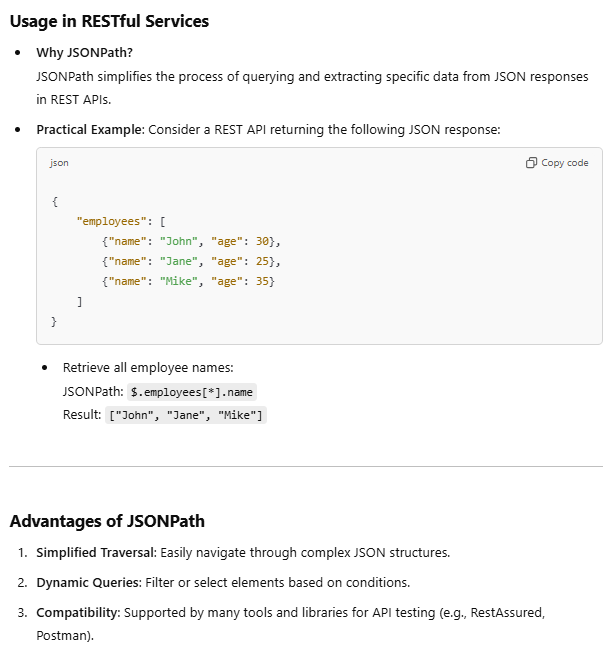 Usage in RESTful Services
• Why JSONPath?
JSONPath simplifies the process of querying and extracting specific data from JSON responses
in REST APIs.
• Practical Example: Consider a REST API returning the following JSON response:
json
Copy code
{
    "employees": [
        {"name": "John", "age": 30},
        {"name": "Jane", "age": 25},
        {"name": "Mike", "age": 35}
    ]
}
• Retrieve all employee names:
JSONPath: $.employees[*].name
Result: ["John", "Jane", "Mike"]
Advantages of JSONPath
1. Simplified Traversal: Easily navigate through complex JSON structures.
2. Dynamic Queries: Filter or select elements based on conditions.
3. Compatibility: Supported by many tools and libraries for API testing (e.g., RestAssured,
Postman).